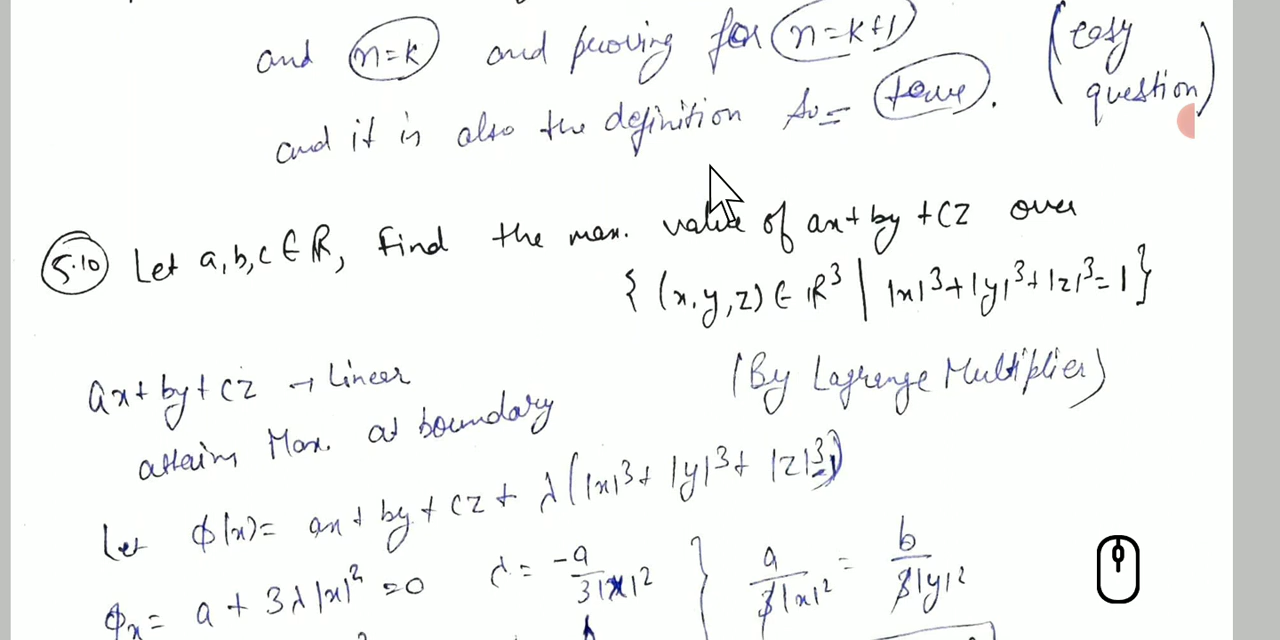 and n=k and proving for n=k+1
and it is also the definition so = true. (easy question)
5.10 Let a,b,c ∈ ℝ, Find the max. value of ax+by+cz over
{(x,y,z) ∈ ℝ³ | |x|³+|y|³+|z|³=1}
(By Lagrange Multiplier)
ax+by+cz → Linear
attains Max. at boundary
Let ϕ(x)= ax+by+cz+ λ(|x|³+|y|³+|z|³-1)
ϕx = a + 3λ|x|² =0 λ = -a/3|x|² } a/3|x|² = b/3|y|²